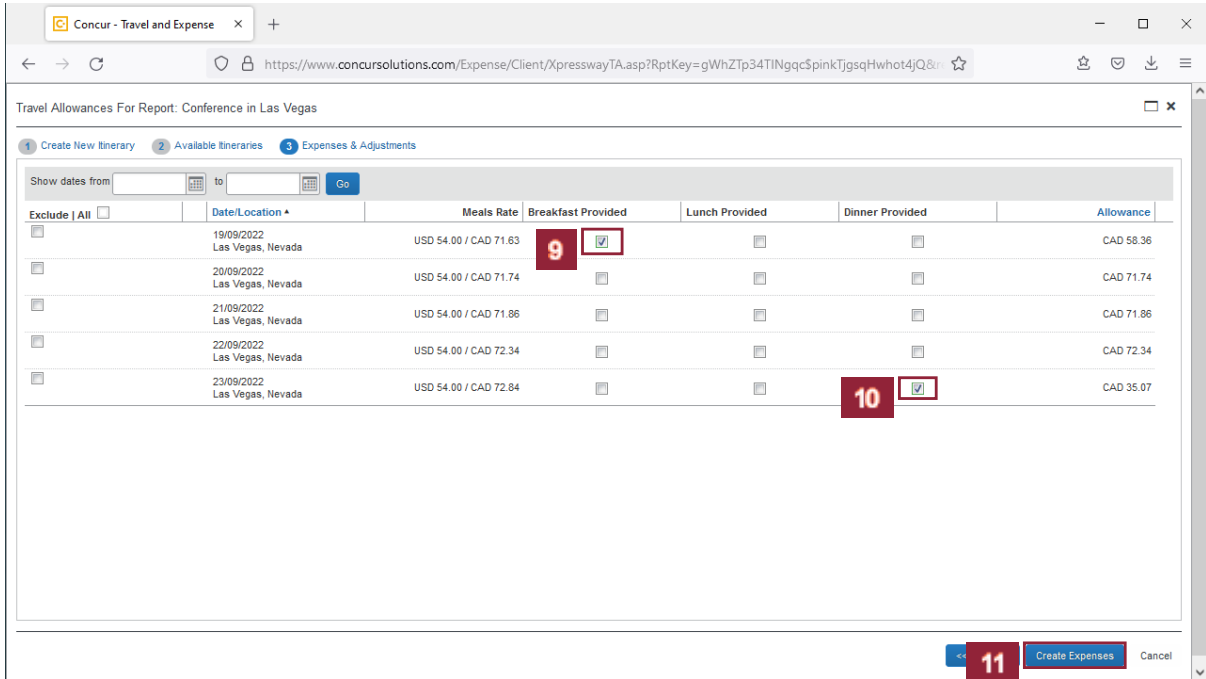 Concur - Travel and Expense
https://www.concursolutions.com/Expense/Client/XpresswayTA.asp?RptKey=gWhZTp34TINgqc$pinkTjgsqHwhot4jQ&
Travel Allowances For Report: Conference in Las Vegas
1 Create New Itinerary 2 Available Itineraries 3 Expenses & Adjustments
Show dates from to Go
Exclude | All Date/Location Meals Rate Breakfast Provided Lunch Provided Dinner Provided Allowance
19/09/2022
Las Vegas, Nevada
USD 54.00 / CAD 71.63 9 CAD 58.36
20/09/2022
Las Vegas, Nevada
USD 54.00 / CAD 71.74 CAD 71.74
21/09/2022
Las Vegas, Nevada
USD 54.00 / CAD 71.86 CAD 71.86
22/09/2022
Las Vegas, Nevada
USD 54.00 / CAD 72.34 CAD 72.34
23/09/2022
Las Vegas, Nevada
USD 54.00 / CAD 72.84 10 CAD 35.07
<< 11 Create Expenses Cancel